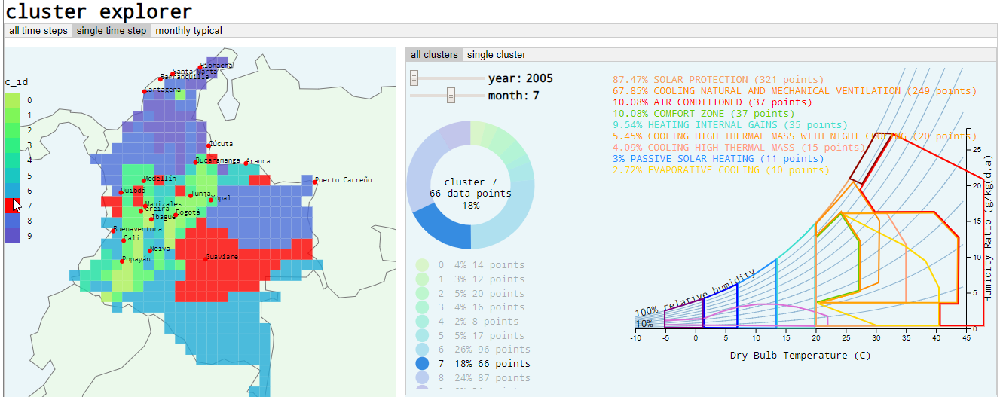 cluster explorer
all time steps single time step monthly typical
c_id
0
1
2
3
4
5
6
7
8
9
Riohacha
Santa Marta
Barranquilla
Cartagena
Cúcuta
Bucaramanga
Arauca
Puerto Carreño
Medellín
Quibdó
Tunja
Yopal
Manizales
Pereira
Bogotá
Ibagué
Buenaventura
Cali
Neiva
Guaviare
Popayán
all clusters single cluster
year: 2005
month: 7
cluster 7
66 data points
18%
0 4% 14 points
1 3% 12 points
2 5% 20 points
3 4% 16 points
4 2% 8 points
5 5% 17 points
6 26% 96 points
7 18% 66 points
8 24% 87 points
87.47% SOLAR PROTECTION (321 points)
67.85% COOLING NATURAL AND MECHANICAL VENTILATION (249 points)
10.08% AIR CONDITIONED (37 points)
10.08% COMFORT ZONE (37 points)
9.54% HEATING INTERNAL GAINS (35 points)
5.45% COOLING HIGH THERMAL MASS WITH NIGHT COOLING (20 points)
4.09% COOLING HIGH THERMAL MASS (15 points)
3% PASSIVE SOLAR HEATING (11 points)
2.72% EVAPORATIVE COOLING (10 points)
100% relative humidity
10%
25
20
15
10
5
0
Humidity Ratio (g/kg d.a)
-10 -5 0 5 10 15 20 25 30 35 40 45
Dry Bulb Temperature (C)